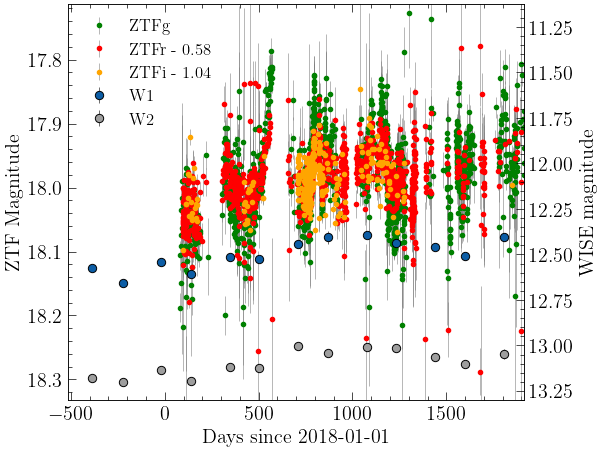 ZTFg
ZTFr - 0.58
ZTFi - 1.04
W1
W2
ZTF Magnitude
17.8
17.9
18.0
18.1
18.2
18.3
WISE magnitude
11.25
11.50
11.75
12.00
12.25
12.50
12.75
13.00
13.25
−500
0
500
1000
1500
Days since 2018-01-01